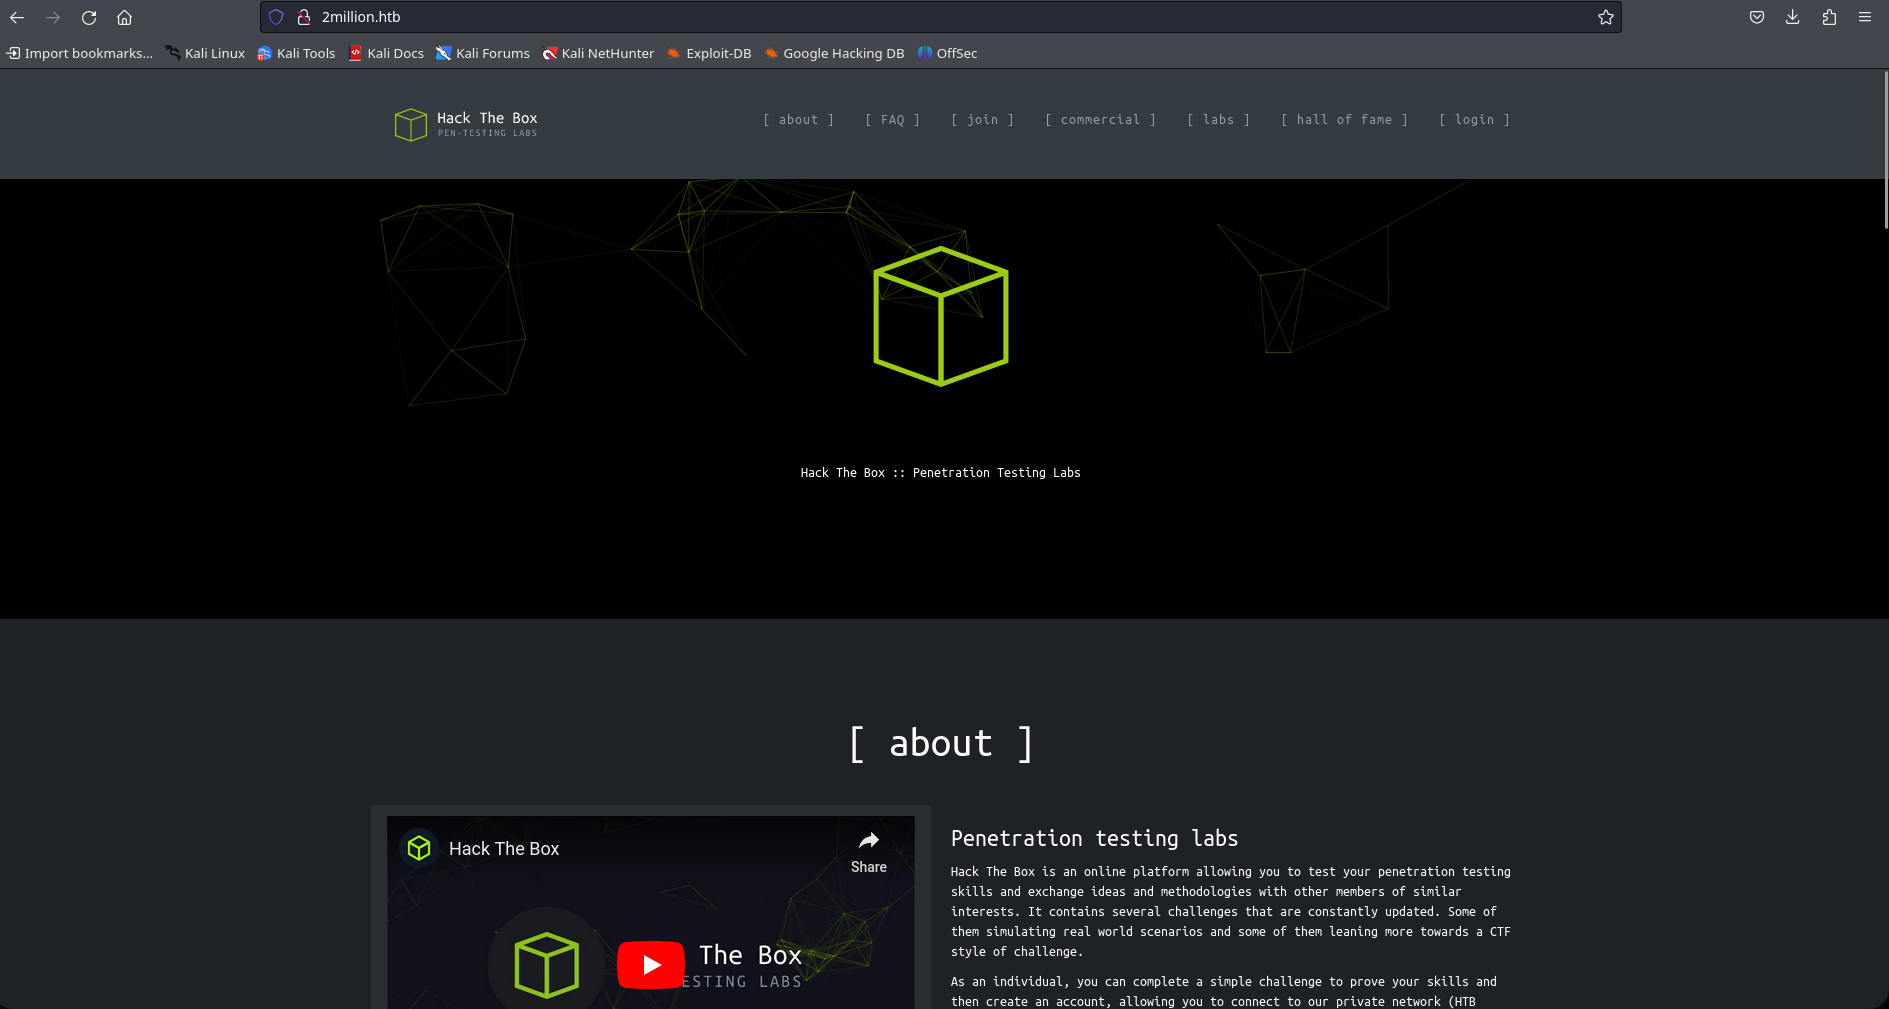 2million.htb
Import bookmarks... Kali Linux Kali Tools Kali Docs Kali Forums Kali NetHunter Exploit-DB Google Hacking DB OffSec
Hack The Box
PEN-TESTING LABS
[ about ] [ FAQ ] [ join ] [ commercial ] [ labs ] [ hall of fame ] [ login ]
Hack The Box :: Penetration Testing Labs
[ about ]
Hack The Box
Share
The Box
ESTING LABS
Penetration testing labs
Hack The Box is an online platform allowing you to test your penetration testing
skills and exchange ideas and methodologies with other members of similar
interests. It contains several challenges that are constantly updated. Some of
them simulating real world scenarios and some of them leaning more towards a CTF
style of challenge.
As an individual, you can complete a simple challenge to prove your skills and
then create an account, allowing you to connect to our private network (HTB